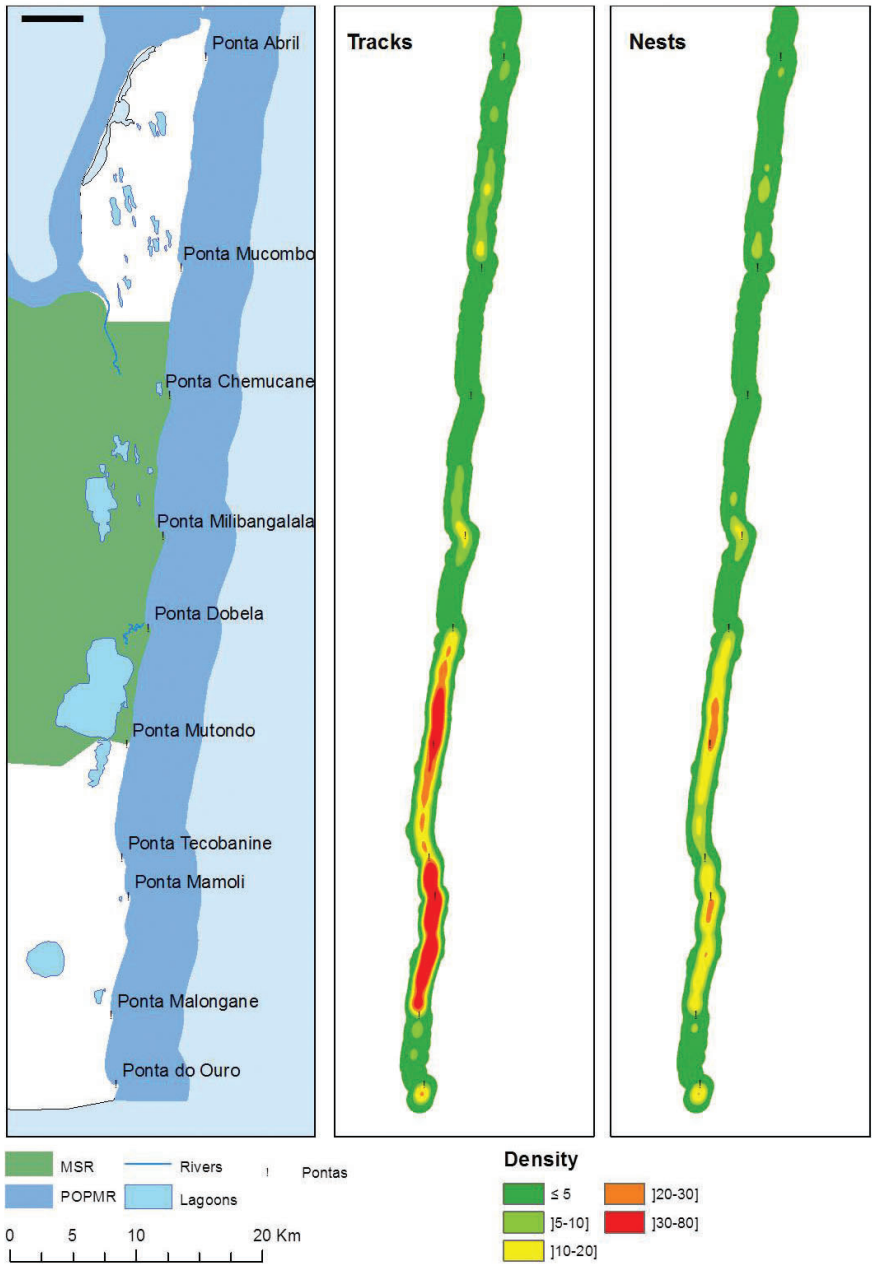 Ponta Abril
Ponta Mucombo
Ponta Chemucane
Ponta Milibangalala
Ponta Dobela
Ponta Mutondo
Ponta Tecobanine
Ponta Mamoli
Ponta Malongane
Ponta do Ouro
Tracks
Nests
MSR
Rivers
! Pontas
POPMR
Lagoons
0 5 10 20 Km
Density
≤ 5
]20-30]
]5-10]
]30-80]
]10-20]